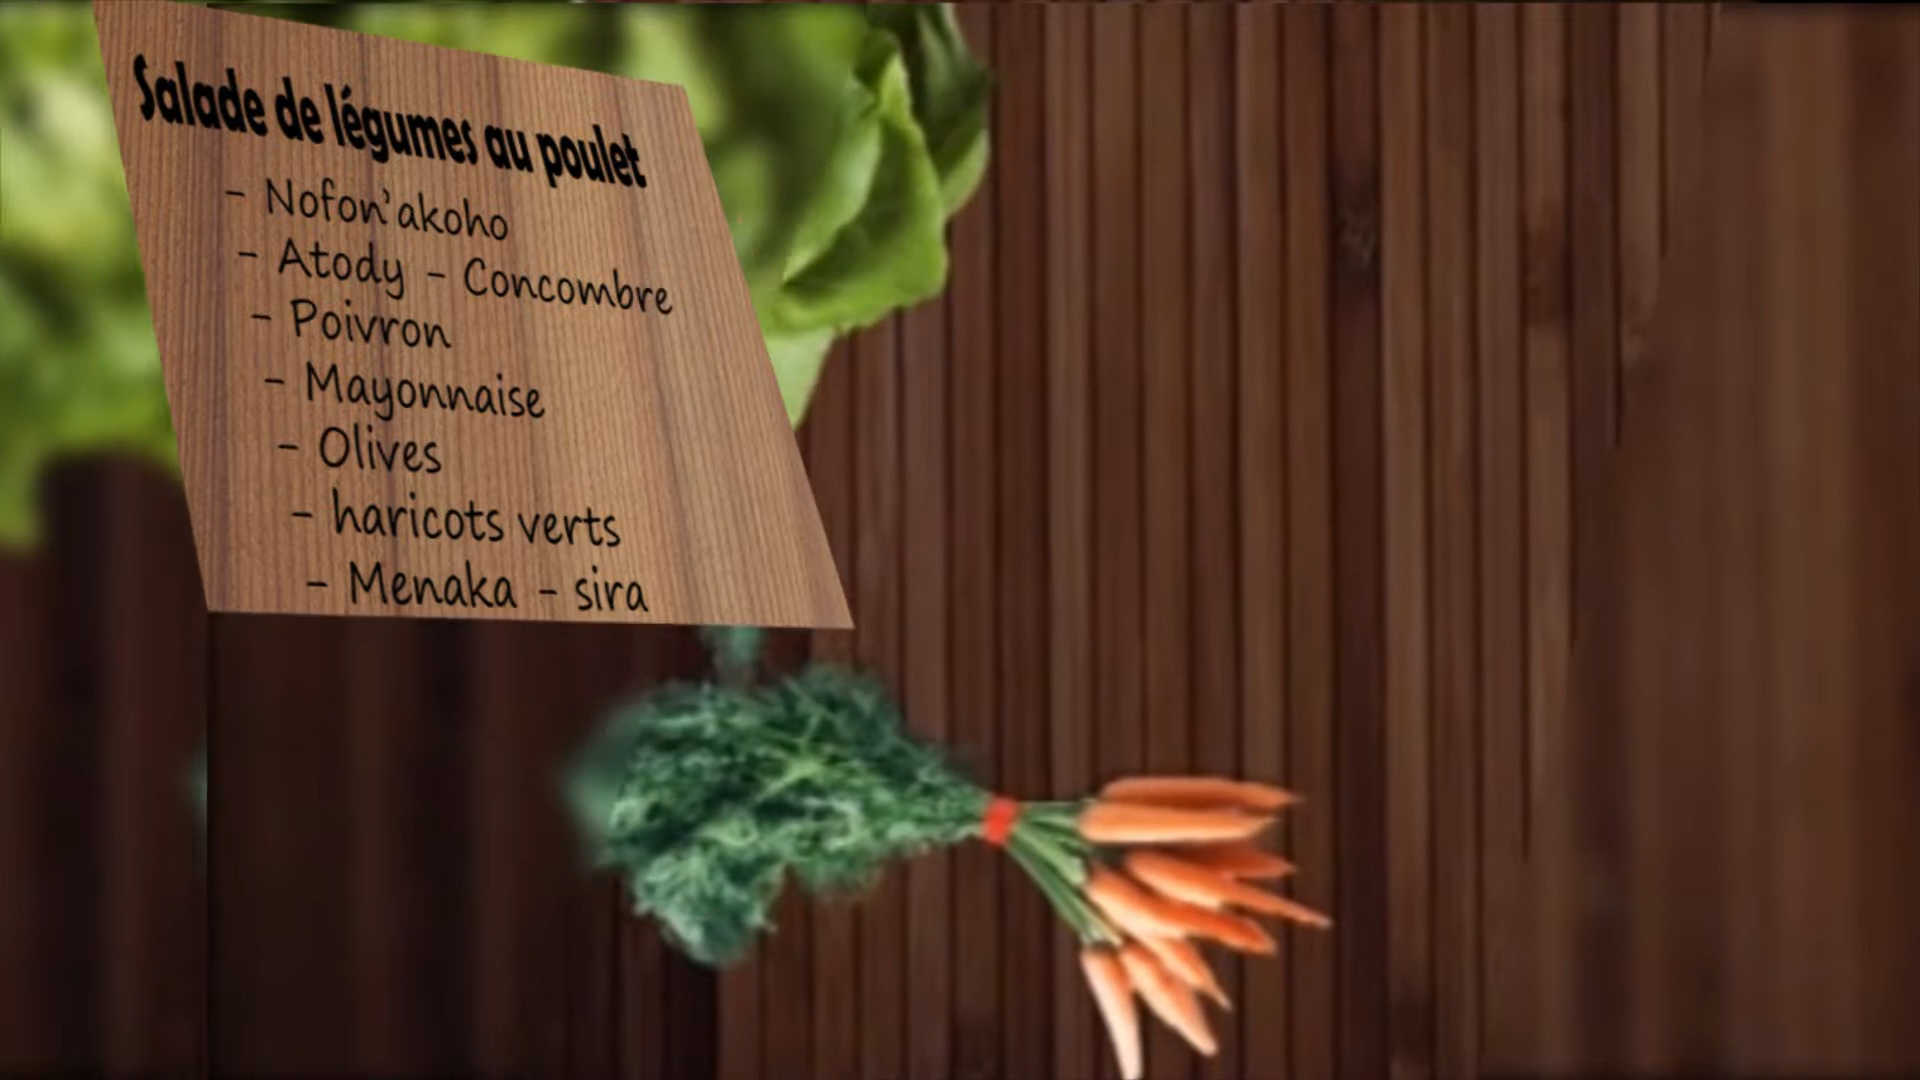 Salade de légumes au poulet
- Nofon'akoho
- Atody - Concombre
- Poivron
- Mayonnaise
- Olives
- haricots verts
- Menaka - sira